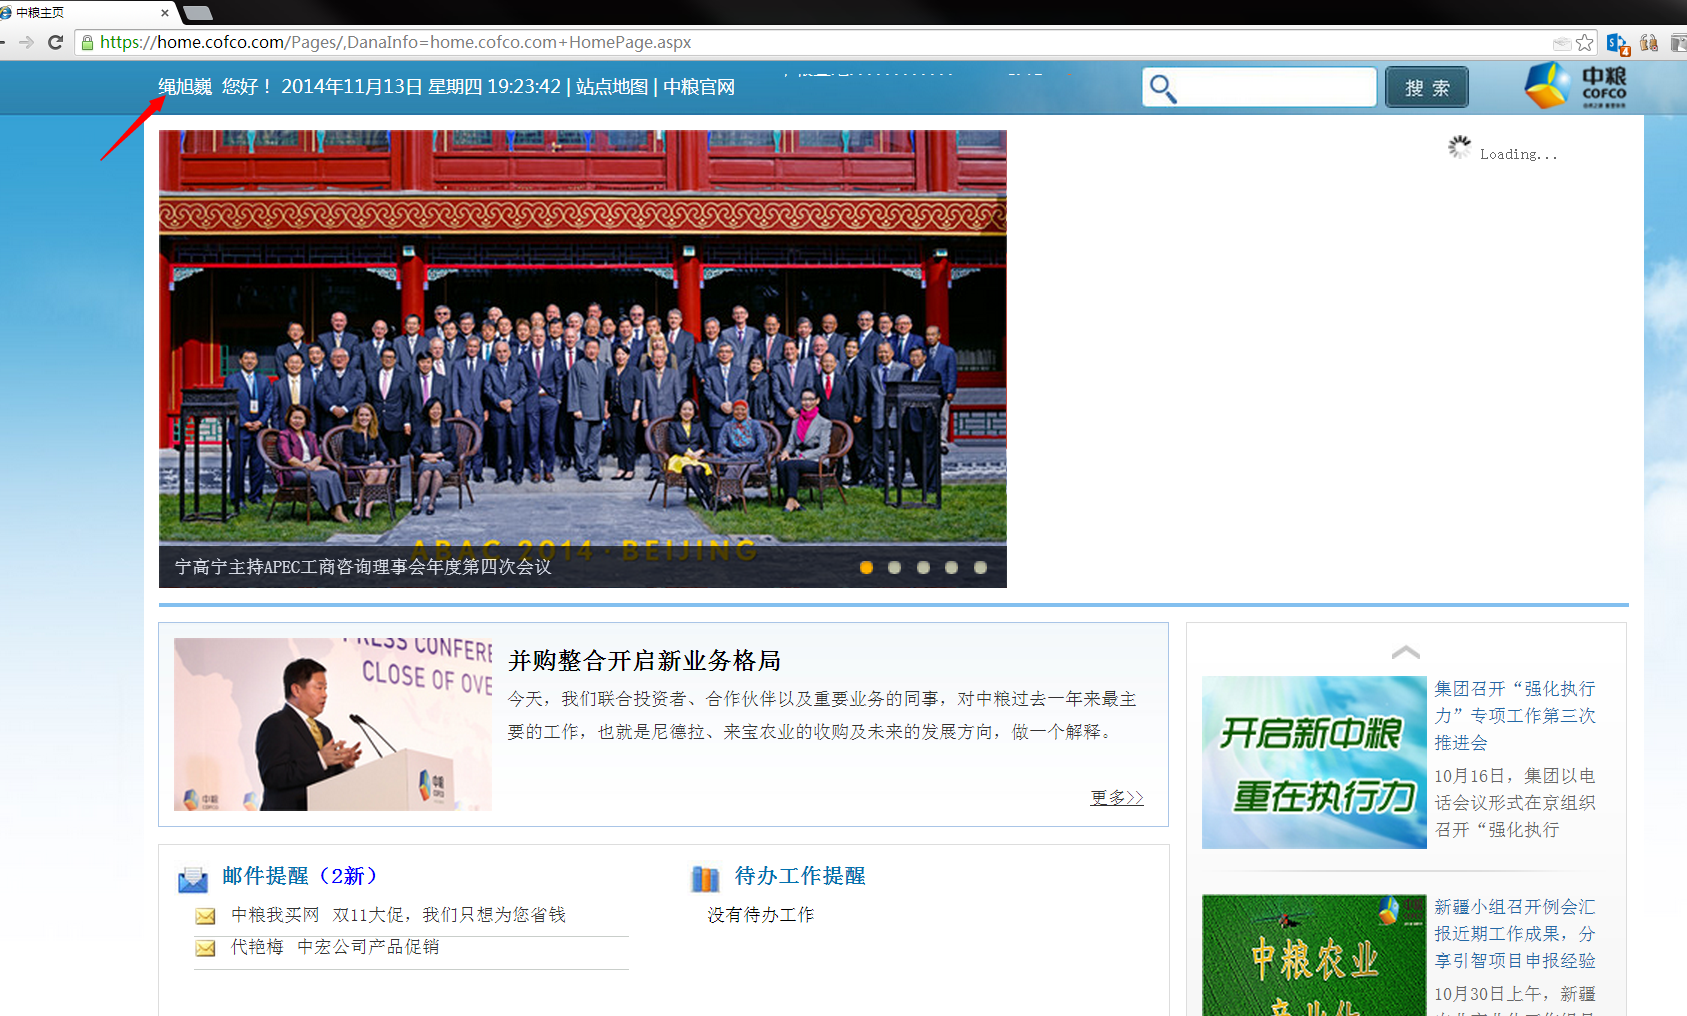 中粮主页
https://home.cofco.com/Pages/,DanaInfo=home.cofco.com+HomePage.aspx
4
绳旭巍 您好！ 2014年11月13日 星期四 19:23:42 | 站点地图 | 中粮官网
搜 索
中粮
COFCO
Loading...
ABAC 2014 · BEIJING
宁高宁主持APEC工商咨询理事会年度第四次会议
PRESS CONFERE
CLOSE OF OVE
中粮
中粮
COFCO
并购整合开启新业务格局
今天，我们联合投资者、合作伙伴以及重要业务的同事，对中粮过去一年来最主
要的工作，也就是尼德拉、来宝农业的收购及未来的发展方向，做一个解释。
更多>>
开启新中粮
重在执行力
集团召开“强化执行
力”专项工作第三次
推进会
10月16日，集团以电
话会议形式在京组织
召开“强化执行
邮件提醒（2新）
中粮我买网 双11大促，我们只想为您省钱
代艳梅 中宏公司产品促销
待办工作提醒
没有待办工作
中粮农业
产业化
新疆小组召开例会汇
报近期工作成果，分
享引智项目申报经验
10月30日上午，新疆